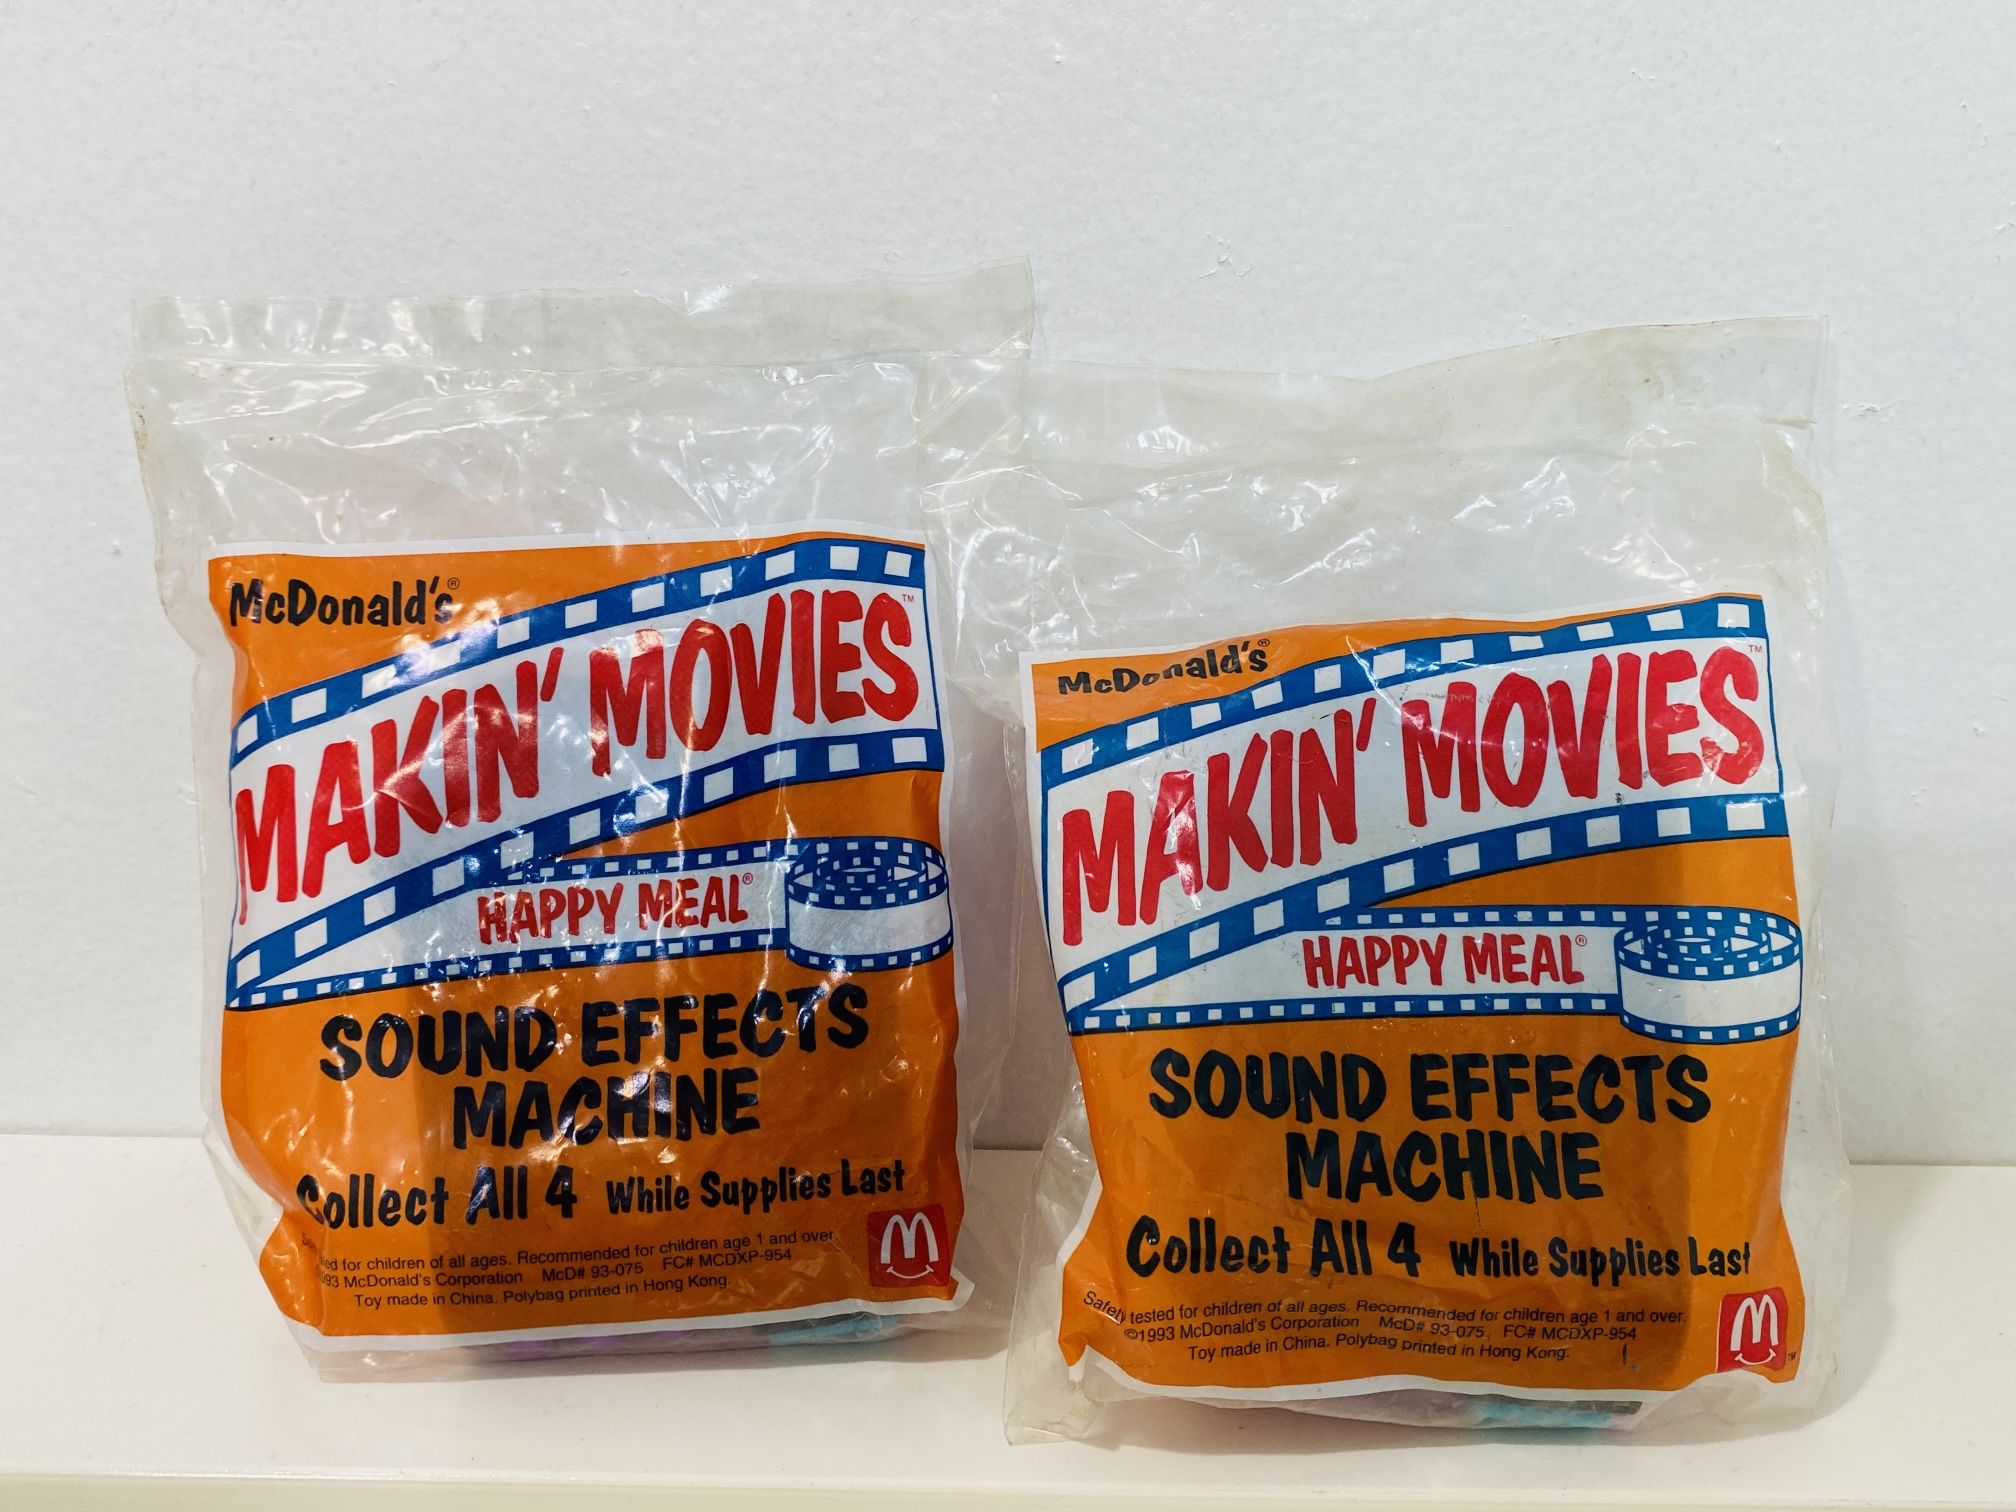 McDonald's®
MAKIN' MOVIES™
HAPPY MEAL®
SOUND EFFECTS
MACHINE
Collect All 4 While Supplies Last
for children of all ages. Recommended for children age 1 and over.
McDonald's Corporation McD# 93-075 FC# MCDXP-954
Toy made in China. Polybag printed in Hong Kong.
McDonald's®
MAKIN' MOVIES™
HAPPY MEAL®
SOUND EFFECTS
MACHINE
Collect All 4 While Supplies Last
Safety tested for children of all ages. Recommended for children age 1 and over.
©1993 McDonald's Corporation McD# 93-075 FC# MCDXP-954
Toy made in China. Polybag printed in Hong Kong.
M™